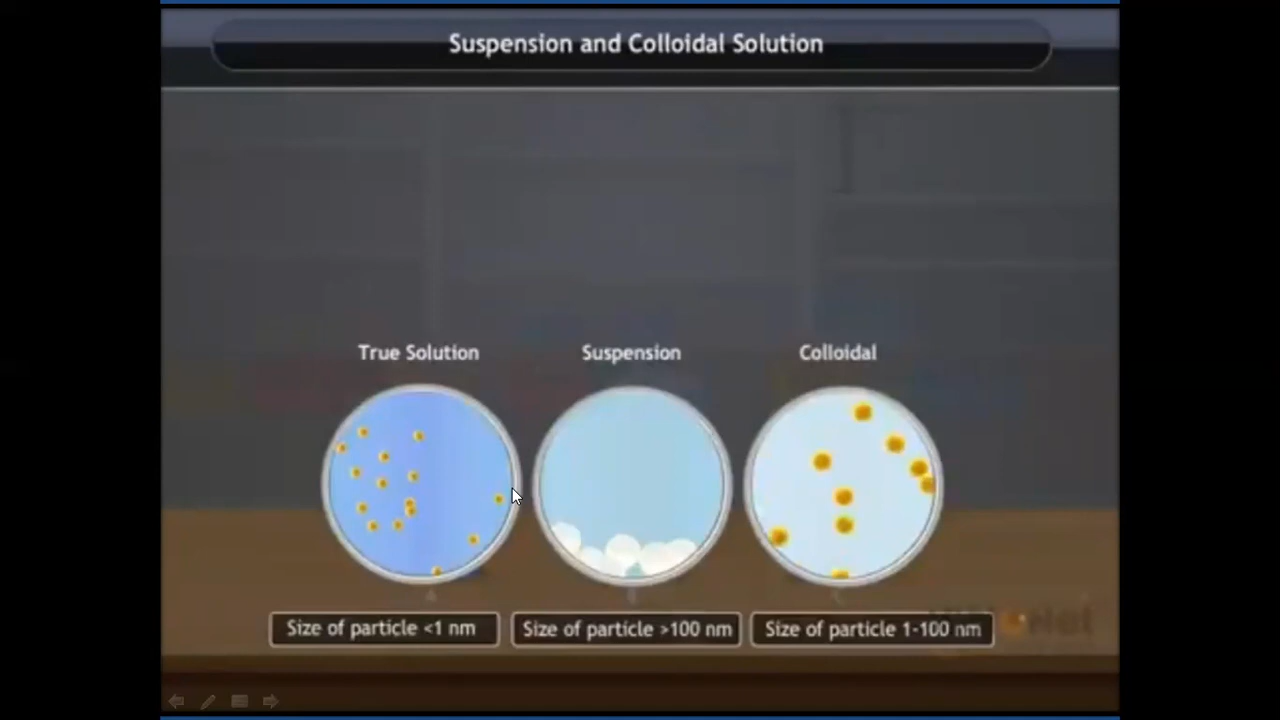 Suspension and Colloidal Solution
True Solution
Suspension
Colloidal
Size of particle <1 nm
Size of particle >100 nm
Size of particle 1-100 nm